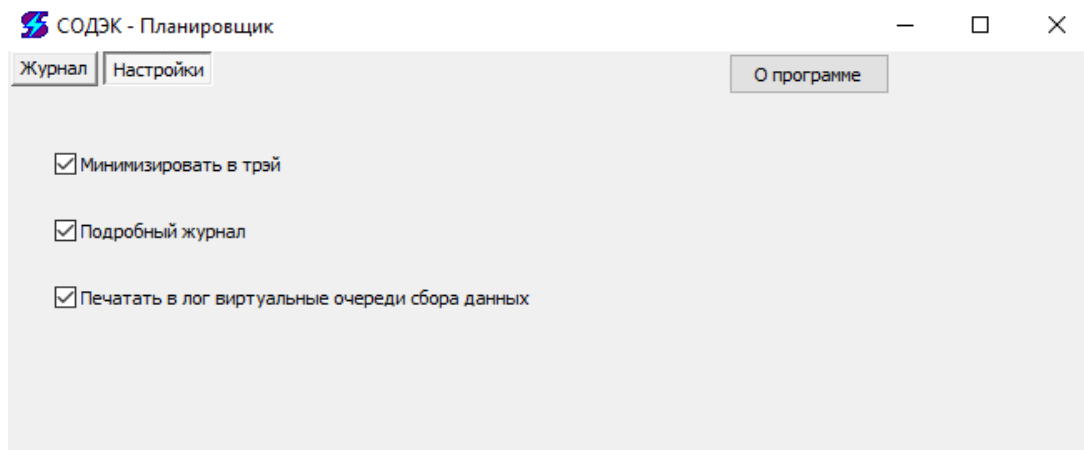 СОДЭК - Планировщик
Журнал Настройки О программе
Минимизировать в трэй
Подробный журнал
Печатать в лог виртуальные очереди сбора данных